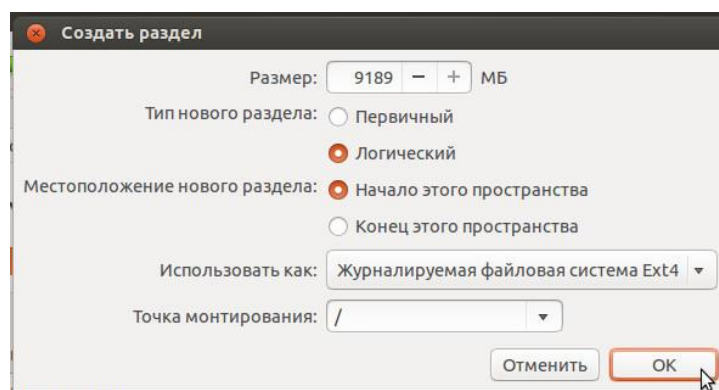 Создать раздел
Размер: 9189 − + МБ
Тип нового раздела: Первичный
Логический
Местоположение нового раздела: Начало этого пространства
Конец этого пространства
Использовать как: Журналируемая файловая система Ext4
Точка монтирования: /
Отменить OK